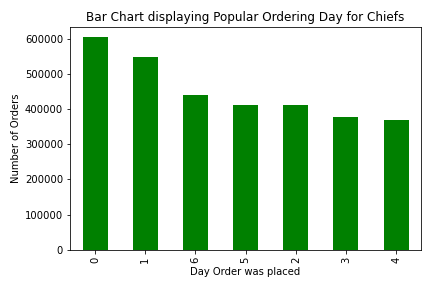 Bar Chart displaying Popular Ordering Day for Chiefs
Number of Orders
600000
500000
400000
300000
200000
100000
0
0 1 6 5 2 3 4
Day Order was placed